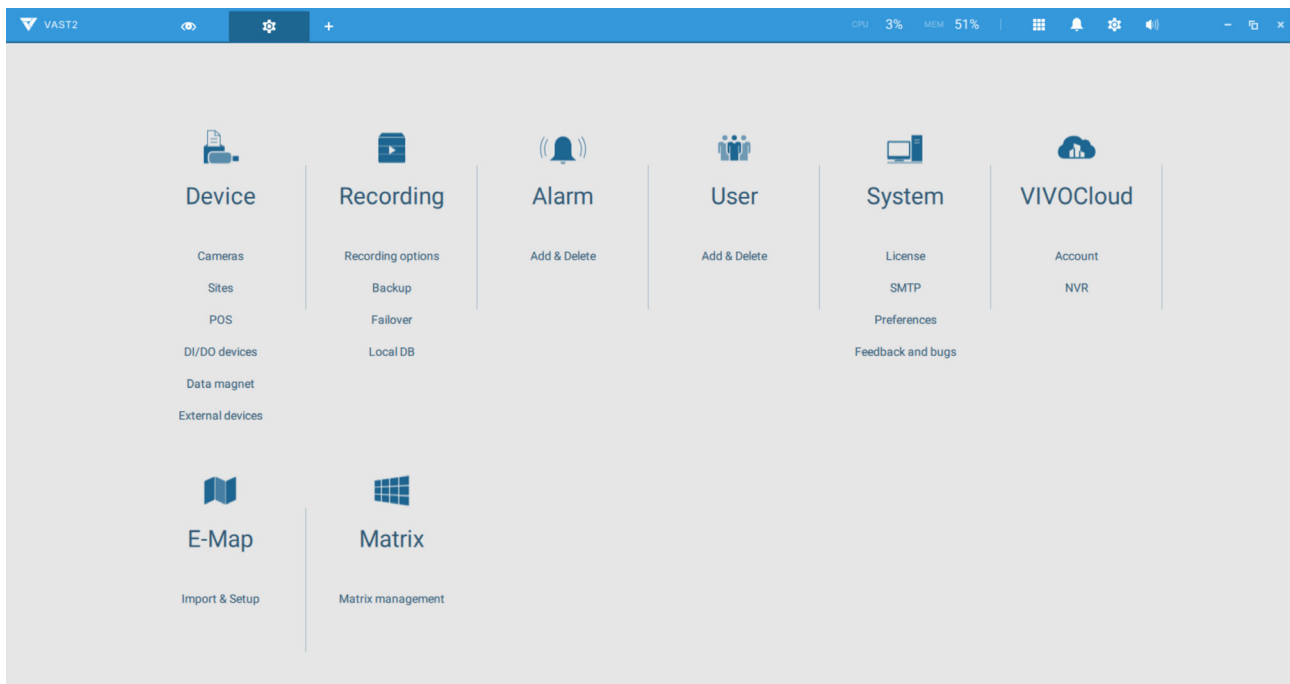 VAST2
CPU 3% MEM 51%
Device
Cameras
Sites
POS
DI/DO devices
Data magnet
External devices
Recording
Recording options
Backup
Failover
Local DB
Alarm
Add & Delete
User
Add & Delete
System
License
SMTP
Preferences
Feedback and bugs
VIVOCloud
Account
NVR
E-Map
Import & Setup
Matrix
Matrix management